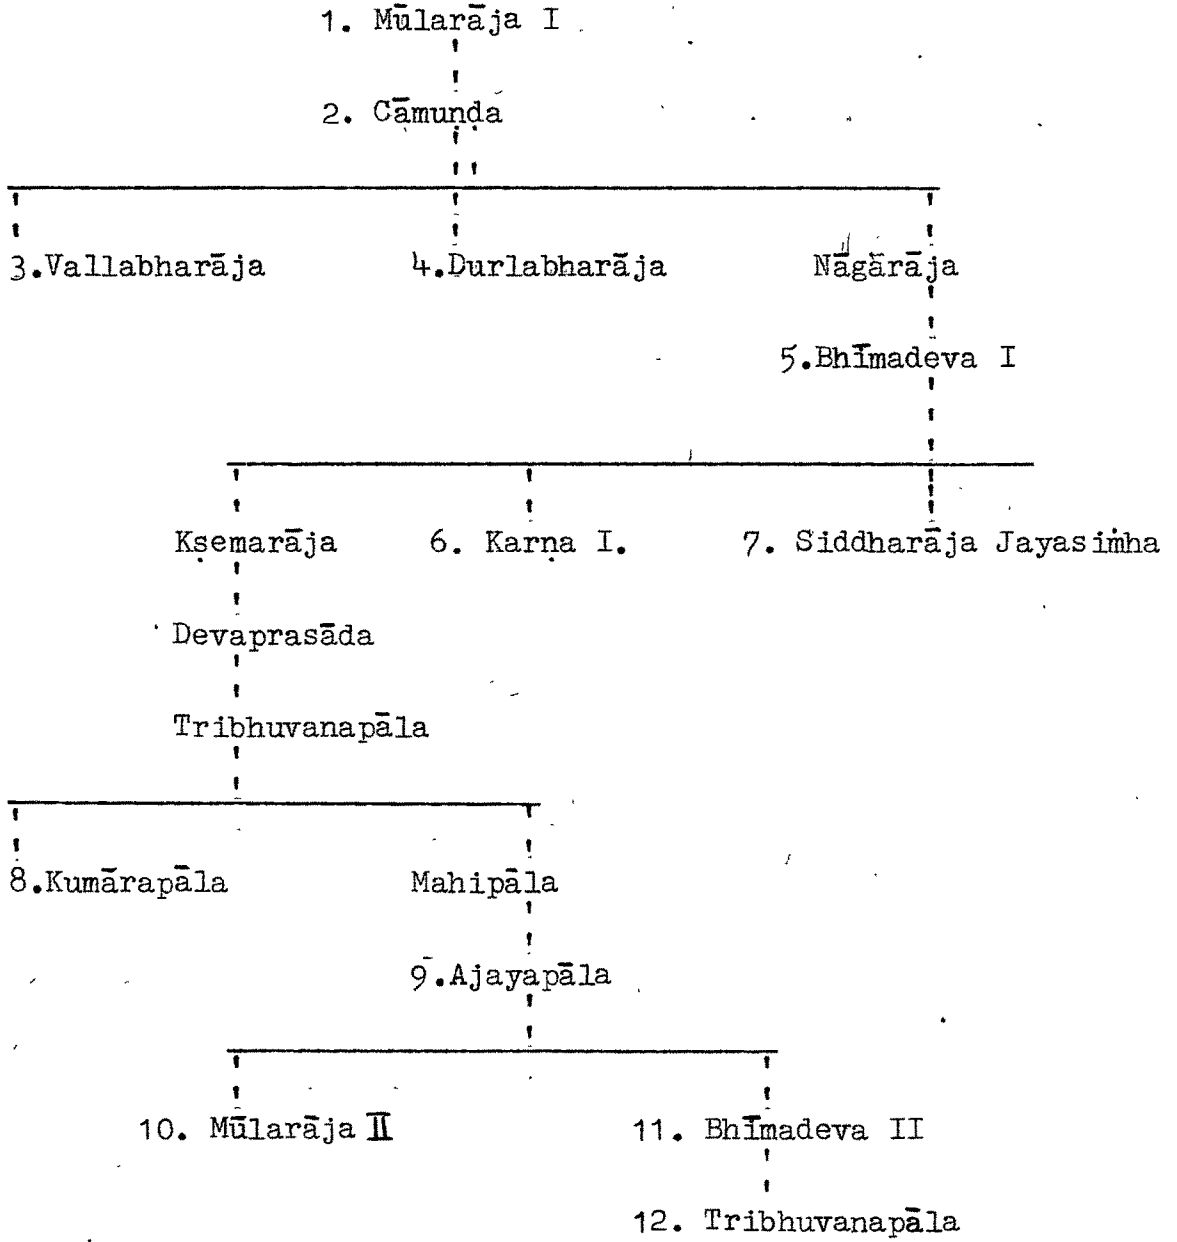 1. Mūlarāja I
2. Cāmuṇḍa
3.Vallabharāja 4.Durlabharāja Nāgārāja
5.Bhīmadeva I
Kṣemarāja 6. Karṇa I. 7. Siddharāja Jayasiṁha
Devaprasāda
Tribhuvanapāla
8.Kumārapāla Mahipāla
9.Ajayapāla
10. Mūlarāja II 11. Bhīmadeva II
12. Tribhuvanapāla